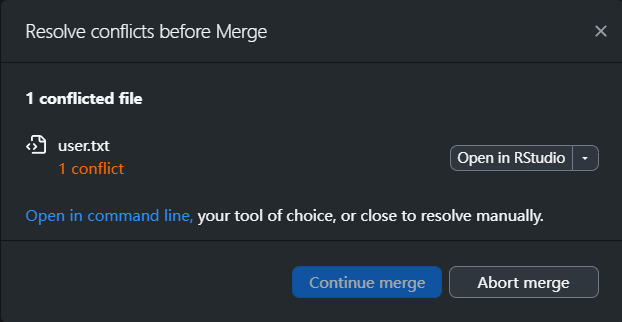 Resolve conflicts before Merge
1 conflicted file
user.txt
1 conflict
Open in RStudio
Open in command line, your tool of choice, or close to resolve manually.
Continue merge
Abort merge